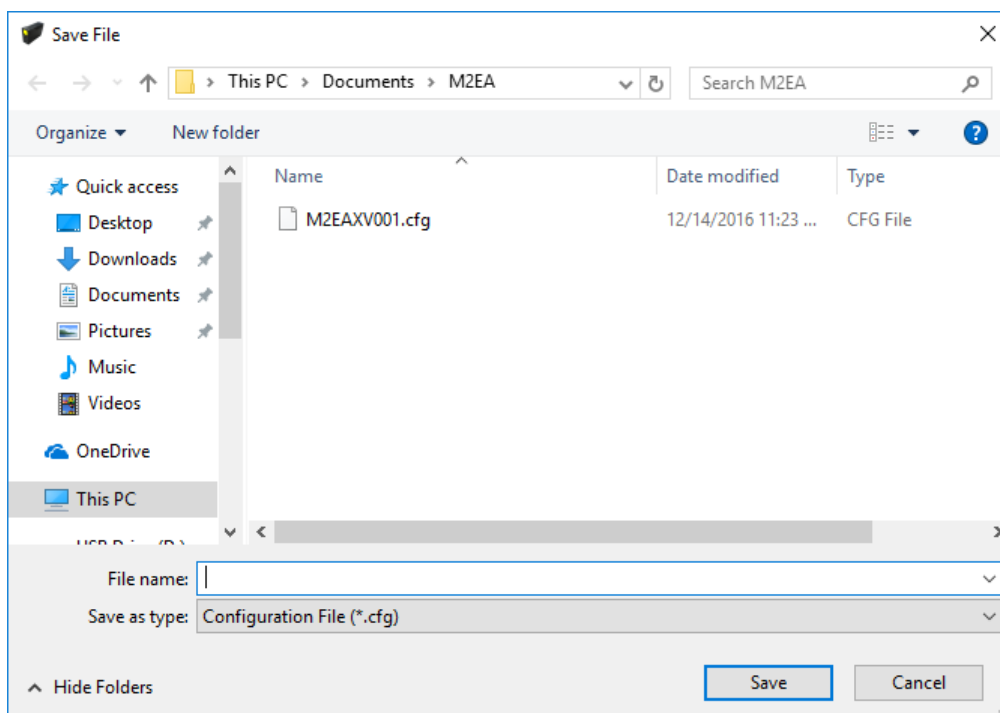 Save File
This PC > Documents > M2EA
Search M2EA
Organize
New folder
?
Name
Date modified
Type
M2EAXV001.cfg
12/14/2016 11:23 ...
CFG File
Quick access
Desktop
Downloads
Documents
Pictures
Music
Videos
OneDrive
This PC
File name:
Save as type: Configuration File (*.cfg)
Hide Folders
Save
Cancel